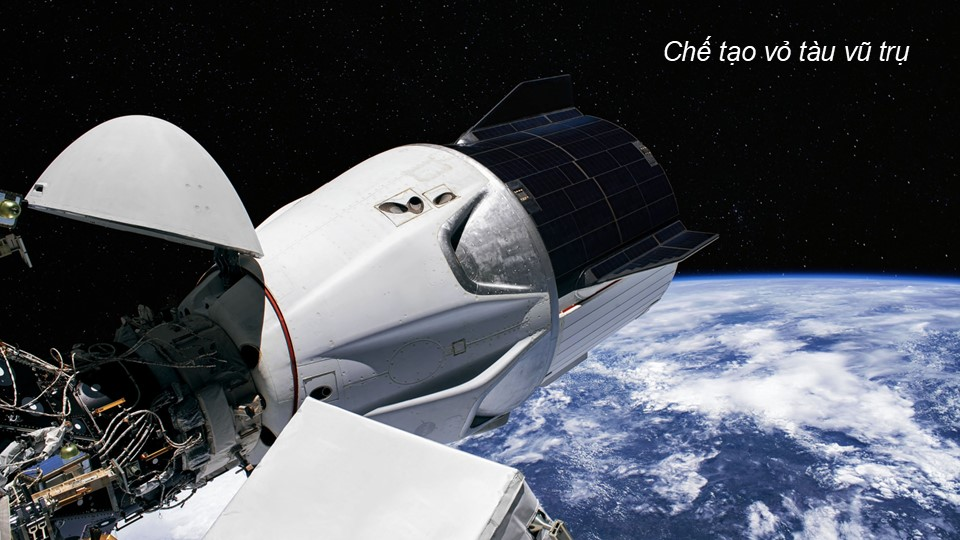 Chế tạo vỏ tàu vũ trụ